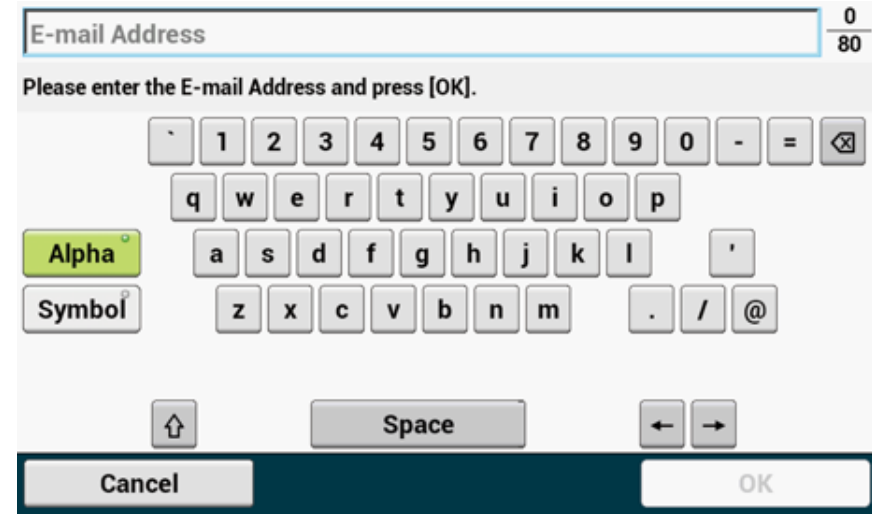 E-mail Address
0
80
Please enter the E-mail Address and press [OK].
` 1 2 3 4 5 6 7 8 9 0 - =
q w e r t y u i o p
Alpha a s d f g h j k l '
Symbol z x c v b n m . / @
Space ← →
Cancel OK